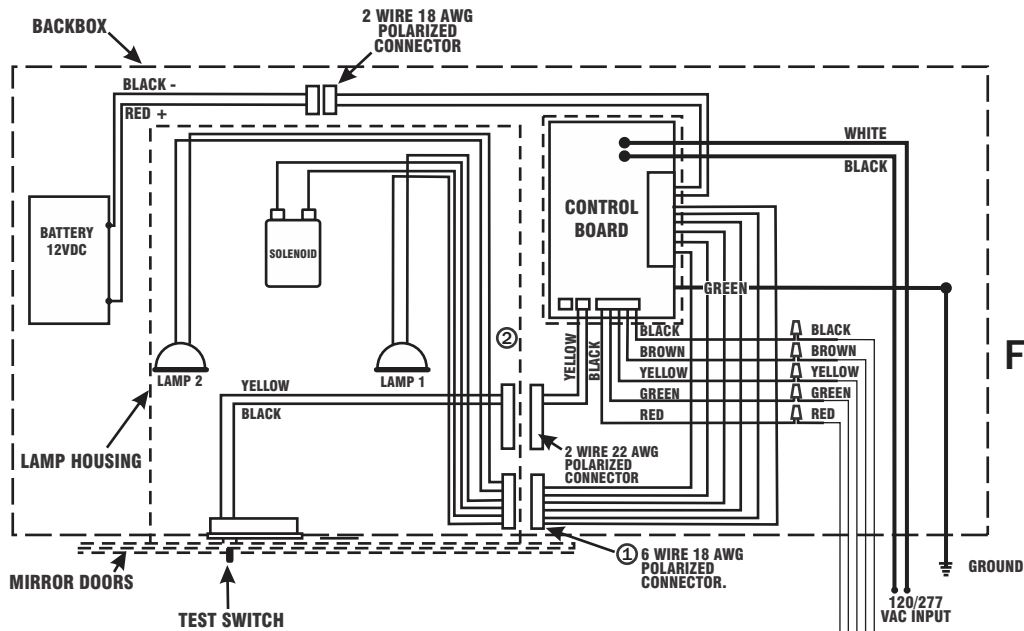 BACKBOX
2 WIRE 18 AWG
POLARIZED
CONNECTOR
BLACK -
RED +
WHITE
BLACK
BATTERY
12VDC
SOLENOID
CONTROL
BOARD
GREEN
②
LAMP 2
LAMP 1
YELLOW
BLACK
YELLOW
BLACK
BLACK
BROWN
YELLOW
GREEN
RED
BLACK
BROWN
YELLOW
GREEN
RED
F
LAMP HOUSING
2 WIRE 22 AWG
POLARIZED
CONNECTOR
① 6 WIRE 18 AWG
POLARIZED
CONNECTOR.
MIRROR DOORS
TEST SWITCH
GROUND
120/277
VAC INPUT